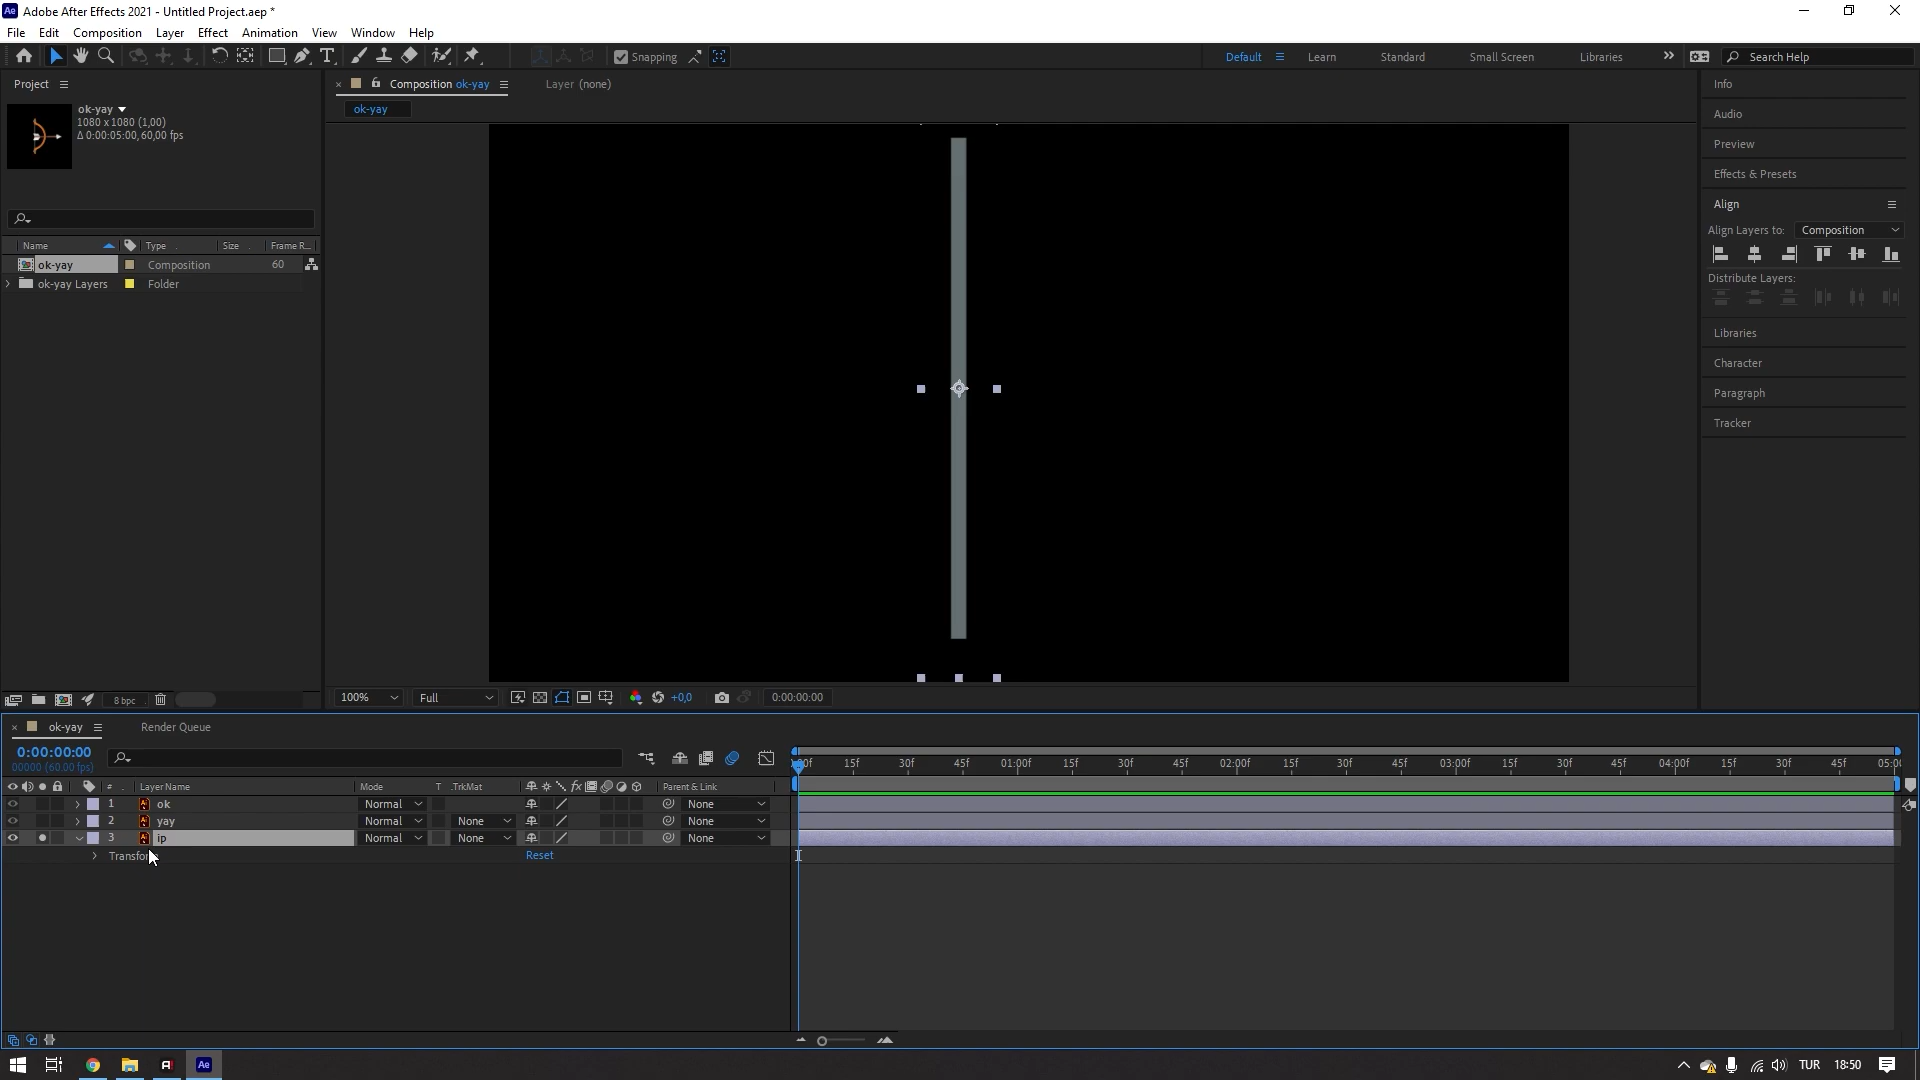 Adobe After Effects 2021 - Untitled Project.aep *
File Edit Composition Layer Effect Animation View Window Help
Snapping
Default Learn Standard Small Screen Libraries Search Help
Project
Composition ok-yay
Layer (none)
Info
ok-yay
1080 x 1080 (1,00)
Δ 0:00:05:00, 60,00 fps
ok-yay
Audio
Preview
Effects & Presets
Align
Align Layers to: Composition
Distribute Layers:
Libraries
Character
Paragraph
Tracker
Name Type Size Frame R...
ok-yay Composition 60
ok-yay Layers Folder
8 bpc
100% Full +0,0 0:00:00:00
ok-yay Render Queue
0:00:00:00
00000 (60.00 fps)
# Layer Name Mode T .TrkMat Parent & Link
15f 30f 45f 01:00f 15f 30f 45f 02:00f 15f 30f 45f 03:00f 15f 30f 45f 04:00f 15f 30f 45f
1 ok Normal None
2 yay Normal None None
3 ip Normal None None
Reset
TUR 18:50